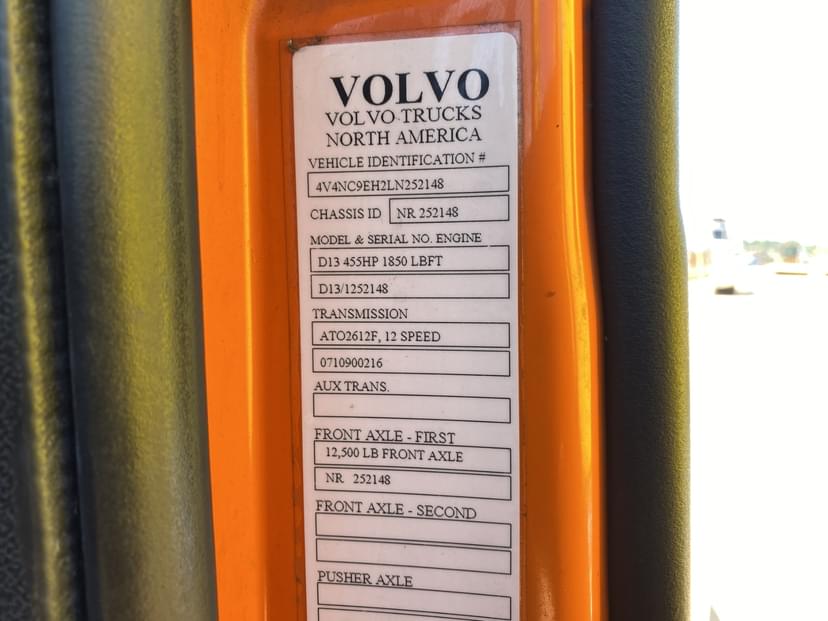 VOLVO
VOLVO TRUCKS
NORTH AMERICA
VEHICLE IDENTIFICATION #
4V4NC9EH2LN252148
CHASSIS ID NR 252148
MODEL & SERIAL NO. ENGINE
D13 455HP 1850 LBFT
D13/1252148
TRANSMISSION
ATO2612F, 12 SPEED
0710900216
AUX TRANS.
FRONT AXLE - FIRST
12,500 LB FRONT AXLE
NR 252148
FRONT AXLE - SECOND
PUSHER AXLE